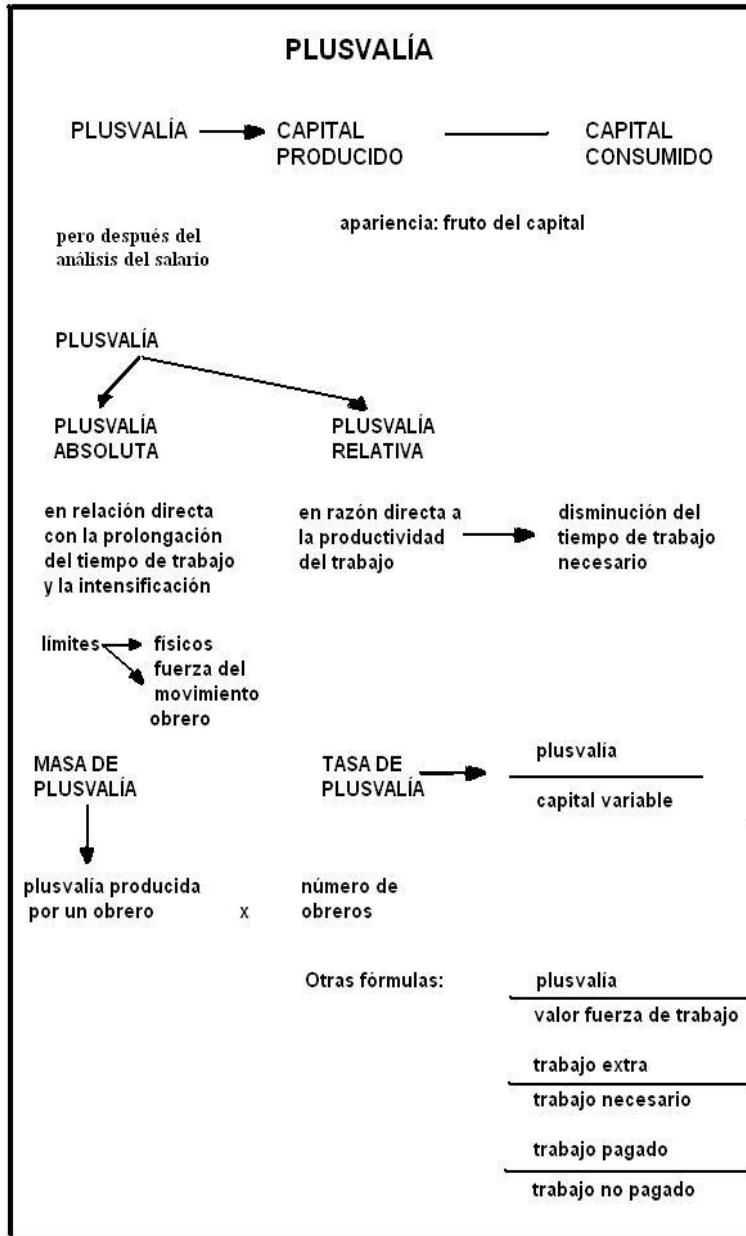 PLUSVALÍA
PLUSVALÍA
CAPITAL
PRODUCIDO
CAPITAL
CONSUMIDO
pero después del
análisis del salario
apariencia: fruto del capital
PLUSVALÍA
PLUSVALÍA
ABSOLUTA
PLUSVALÍA
RELATIVA
en relación directa
con la prolongación
del tiempo de trabajo
y la intensificación
en razón directa a
la productividad
del trabajo
disminución del
tiempo de trabajo
necesario
límites
físicos
fuerza del
movimiento
obrero
MASA DE
PLUSVALÍA
TASA DE
PLUSVALÍA
plusvalía
capital variable
plusvalía producida
por un obrero
x
número de
obreros
Otras fórmulas:
plusvalía
valor fuerza de trabajo
trabajo extra
trabajo necesario
trabajo pagado
trabajo no pagado